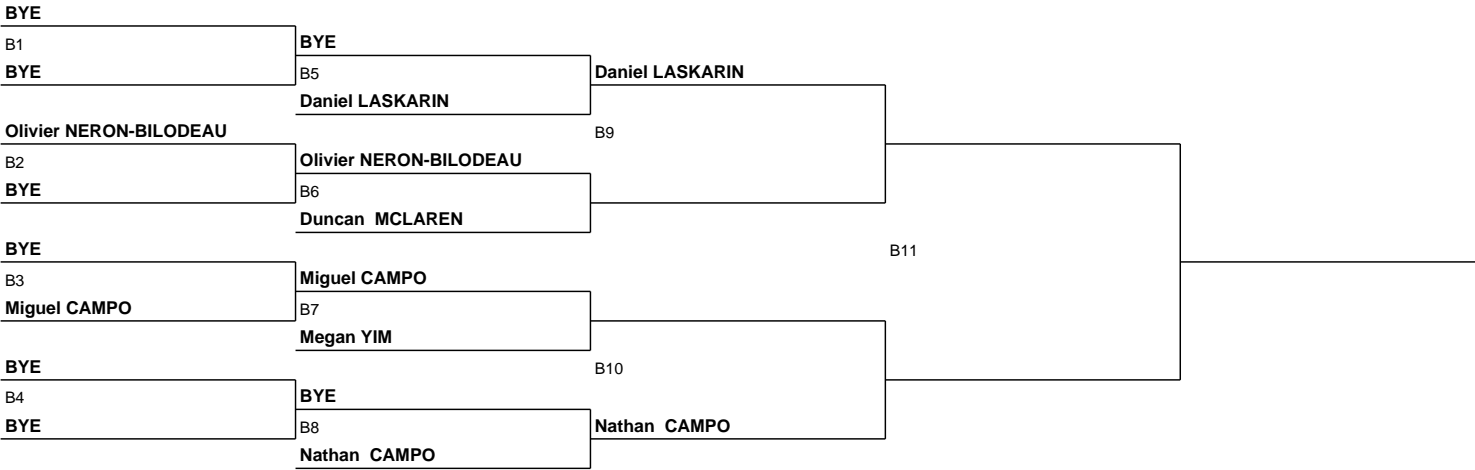 BYE
B1
BYE
BYE
B5
Daniel LASKARIN
Daniel LASKARIN
Olivier NERON-BILODEAU
B2
BYE
Olivier NERON-BILODEAU
B6
Duncan  MCLAREN
B9
BYE
B3
Miguel CAMPO
Miguel CAMPO
B7
Megan YIM
B11
BYE
B4
BYE
BYE
B8
Nathan  CAMPO
B10
Nathan  CAMPO